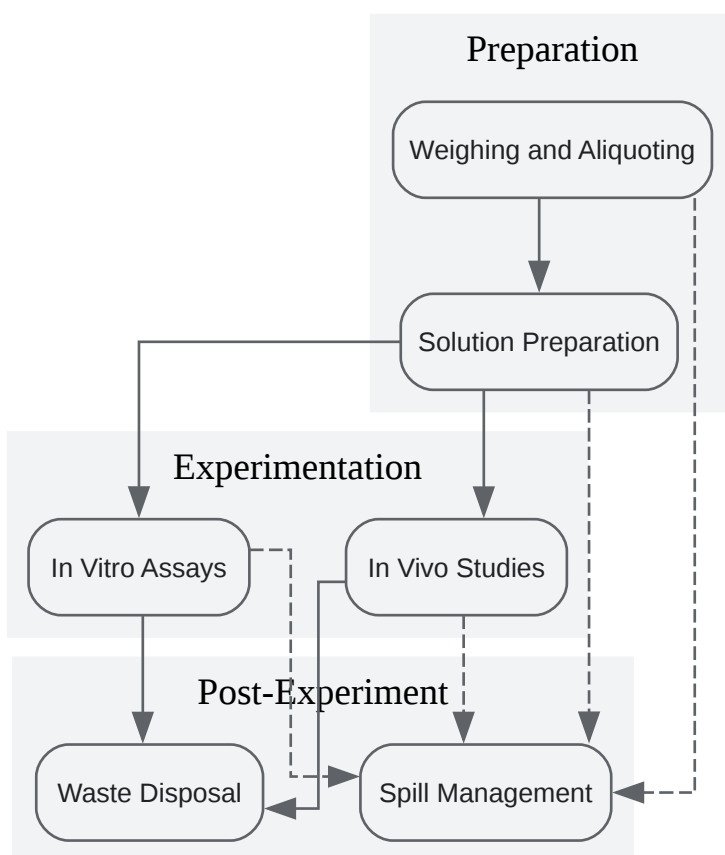 Preparation
Weighing and Aliquoting
Solution Preparation
Experimentation
In Vitro Assays
In Vivo Studies
Post-Experiment
Waste Disposal
Spill Management